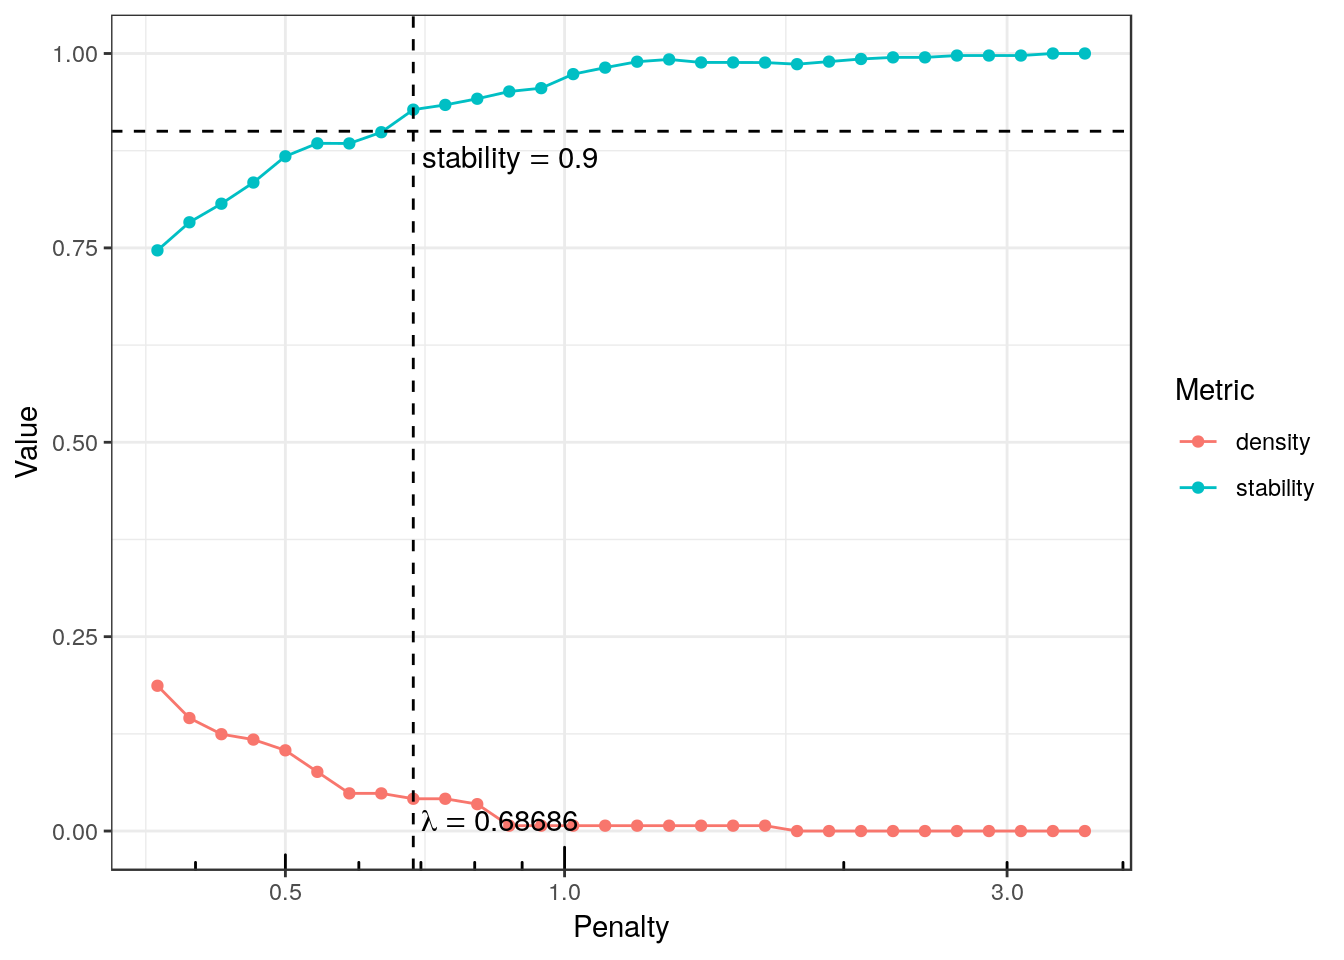 1.00
0.75
0.50
0.25
0.00
Value
stability = 0.9
λ = 0.68686
0.5
1.0
3.0
Penalty
Metric
density
stability